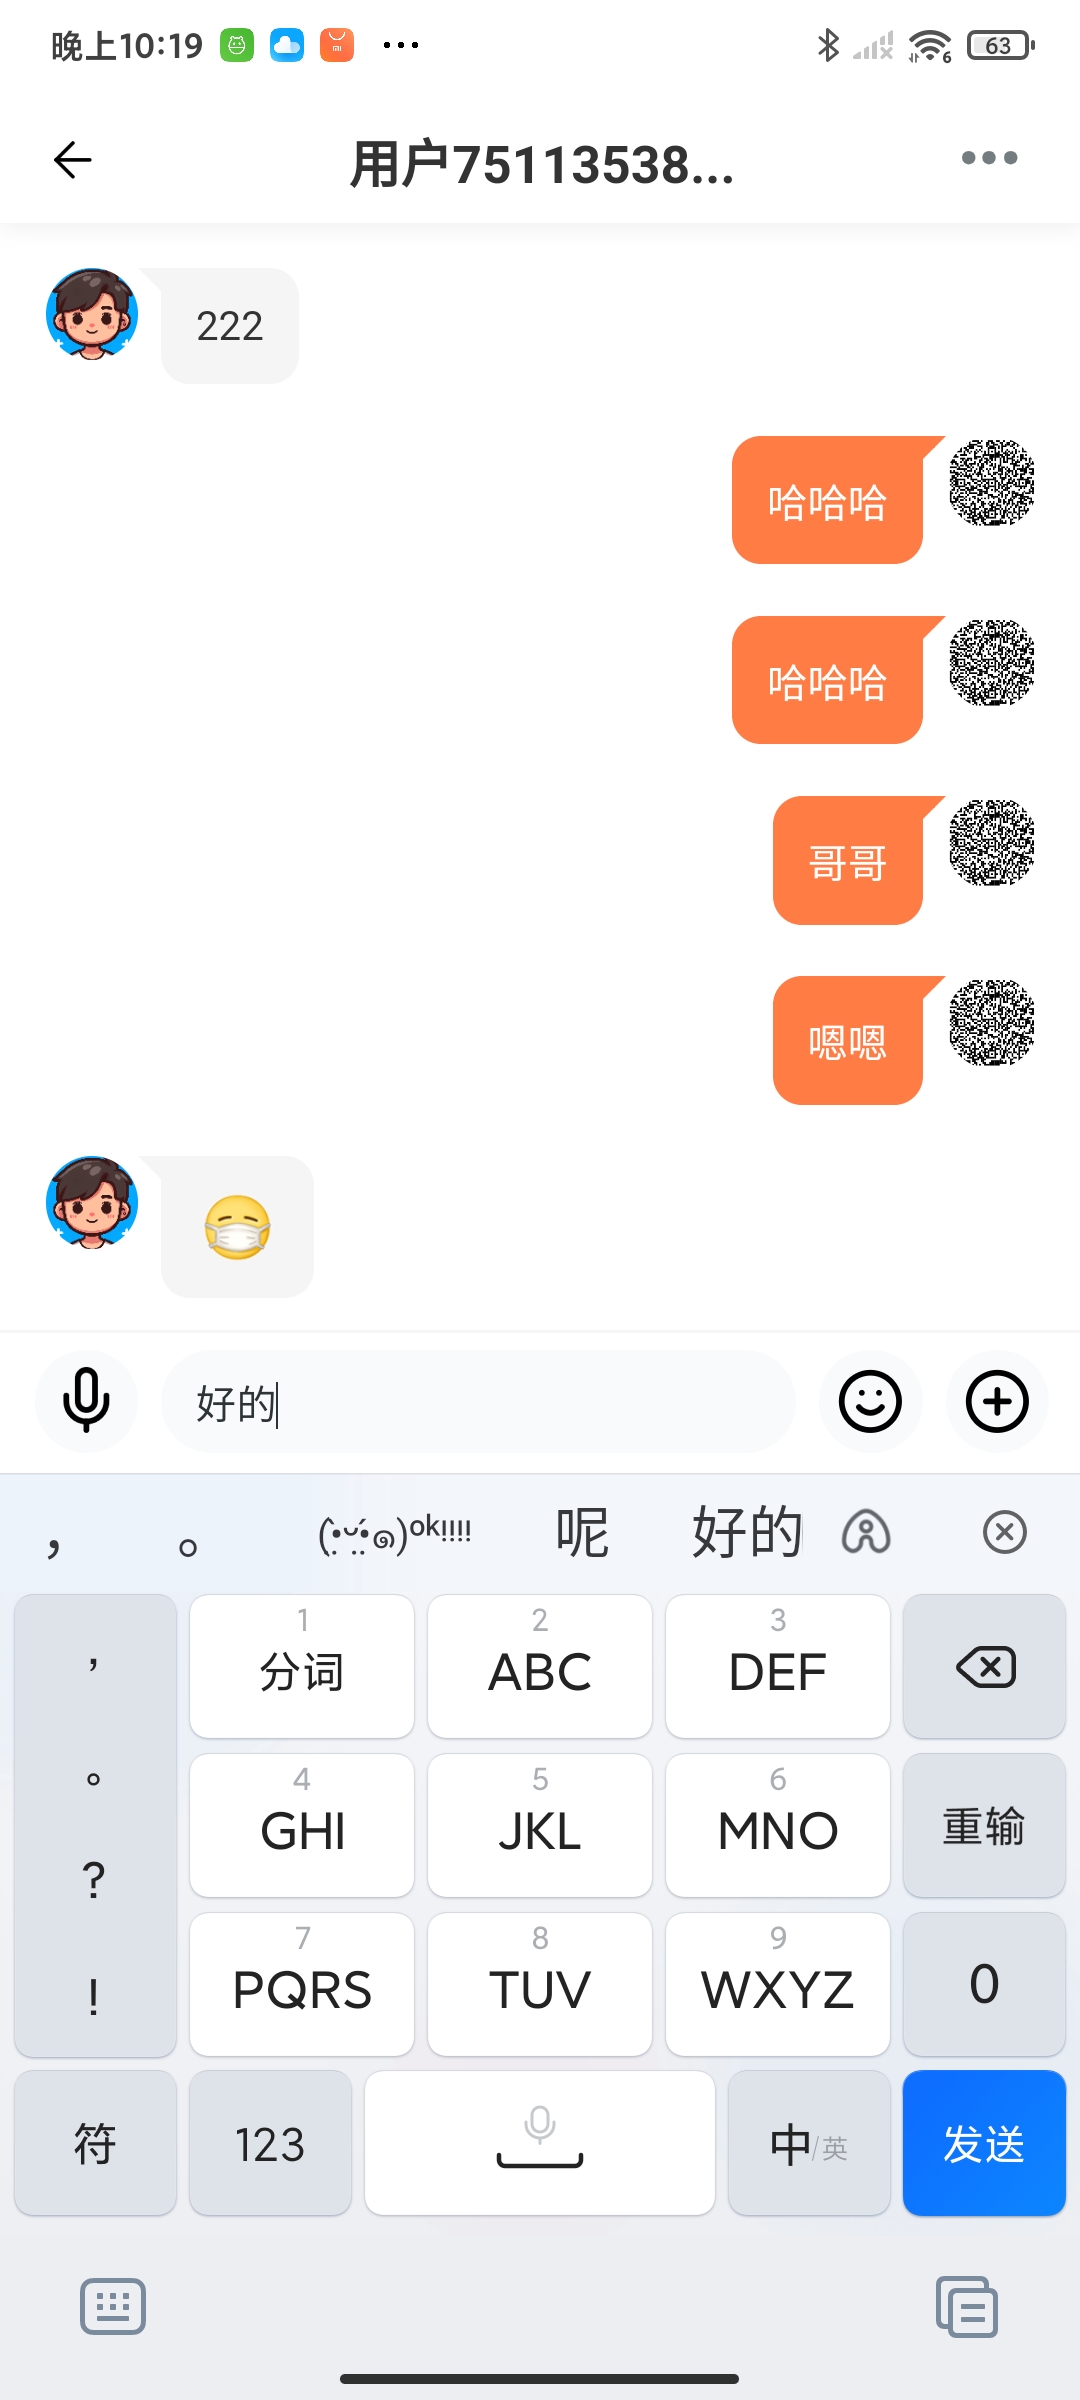 晚上10:19
6
63
用户75113538...
222
哈哈哈
哈哈哈
哥哥
嗯嗯
好的
， 。 呢 好的
，
。
?
!
1
分词
2
ABC
3
DEF
4
GHI
5
JKL
6
MNO
重输
7
PQRS
8
TUV
9
WXYZ
0
符
123
中/英
发送